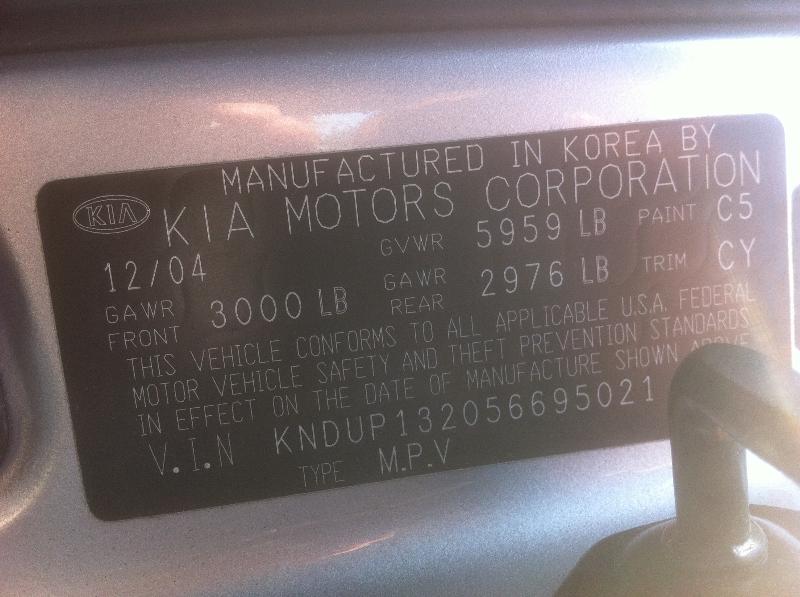 MANUFACTURED IN KOREA BY
KIA KIA MOTORS CORPORATION
12/04 GVWR 5959 LB PAINT C5
GAWR FRONT 3000 LB GAWR REAR 2976 LB TRIM CY
THIS VEHICLE CONFORMS TO ALL APPLICABLE U.S.A. FEDERAL
MOTOR VEHICLE SAFETY AND THEFT PREVENTION STANDARDS
IN EFFECT ON THE DATE OF MANUFACTURE SHOWN ABOVE
V.I.N KNDUP132056695021
TYPE M.P.V